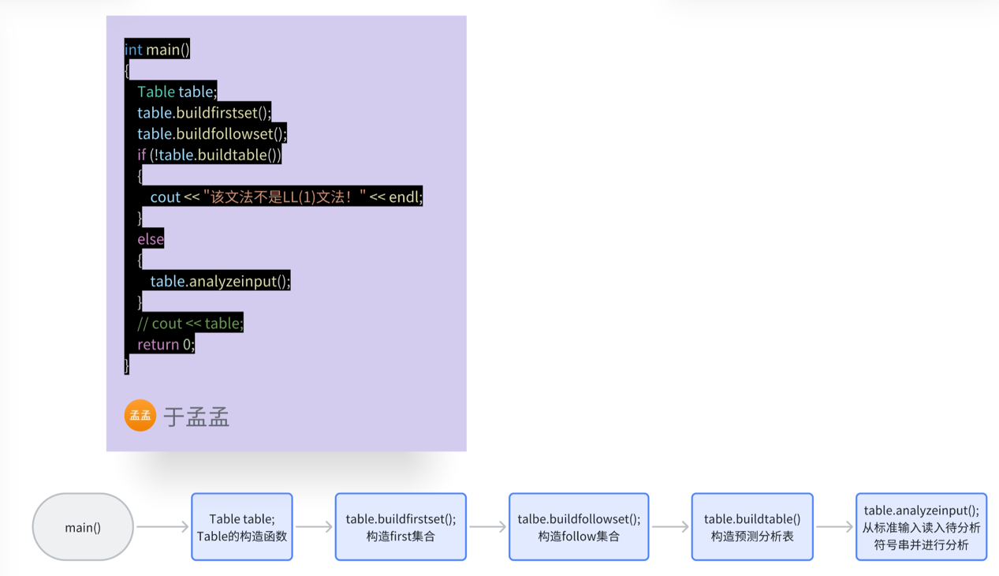 int main()
{
Table table;
table.buildfirstset();
table.buildfollowset();
if (!table.buildtable())
{
cout << "该文法不是LL(1)文法！" << endl;
}
else
{
table.analyzeinput();
}
// cout << table;
return 0;
}
孟孟 于孟孟
main()
Table table;
Table的构造函数
table.buildfirstset();
构造first集合
talbe.buildfollowset();
构造follow集合
table.buildtable()
构造预测分析表
table.analyzeinput();
从标准输入读入待分析
符号串并进行分析